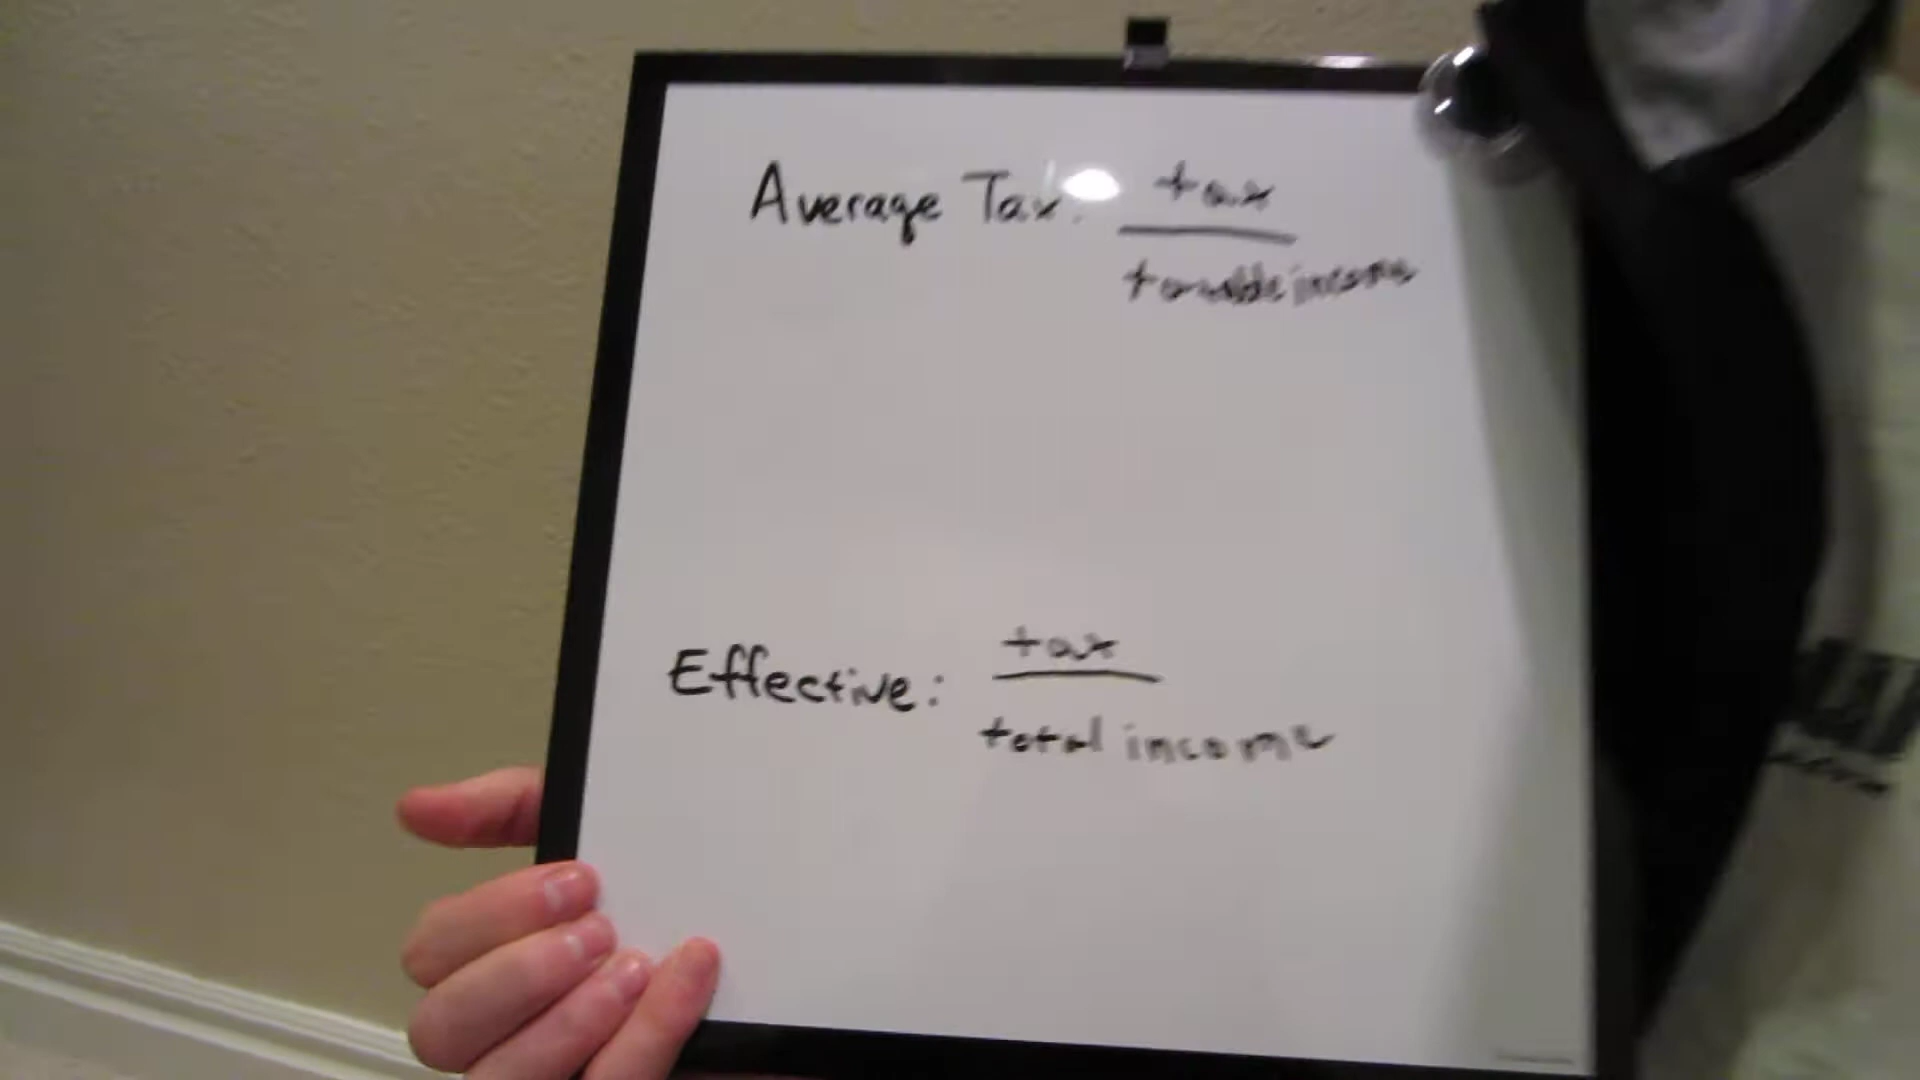 Average Tax: tax
taxable income
Effective: tax
total income